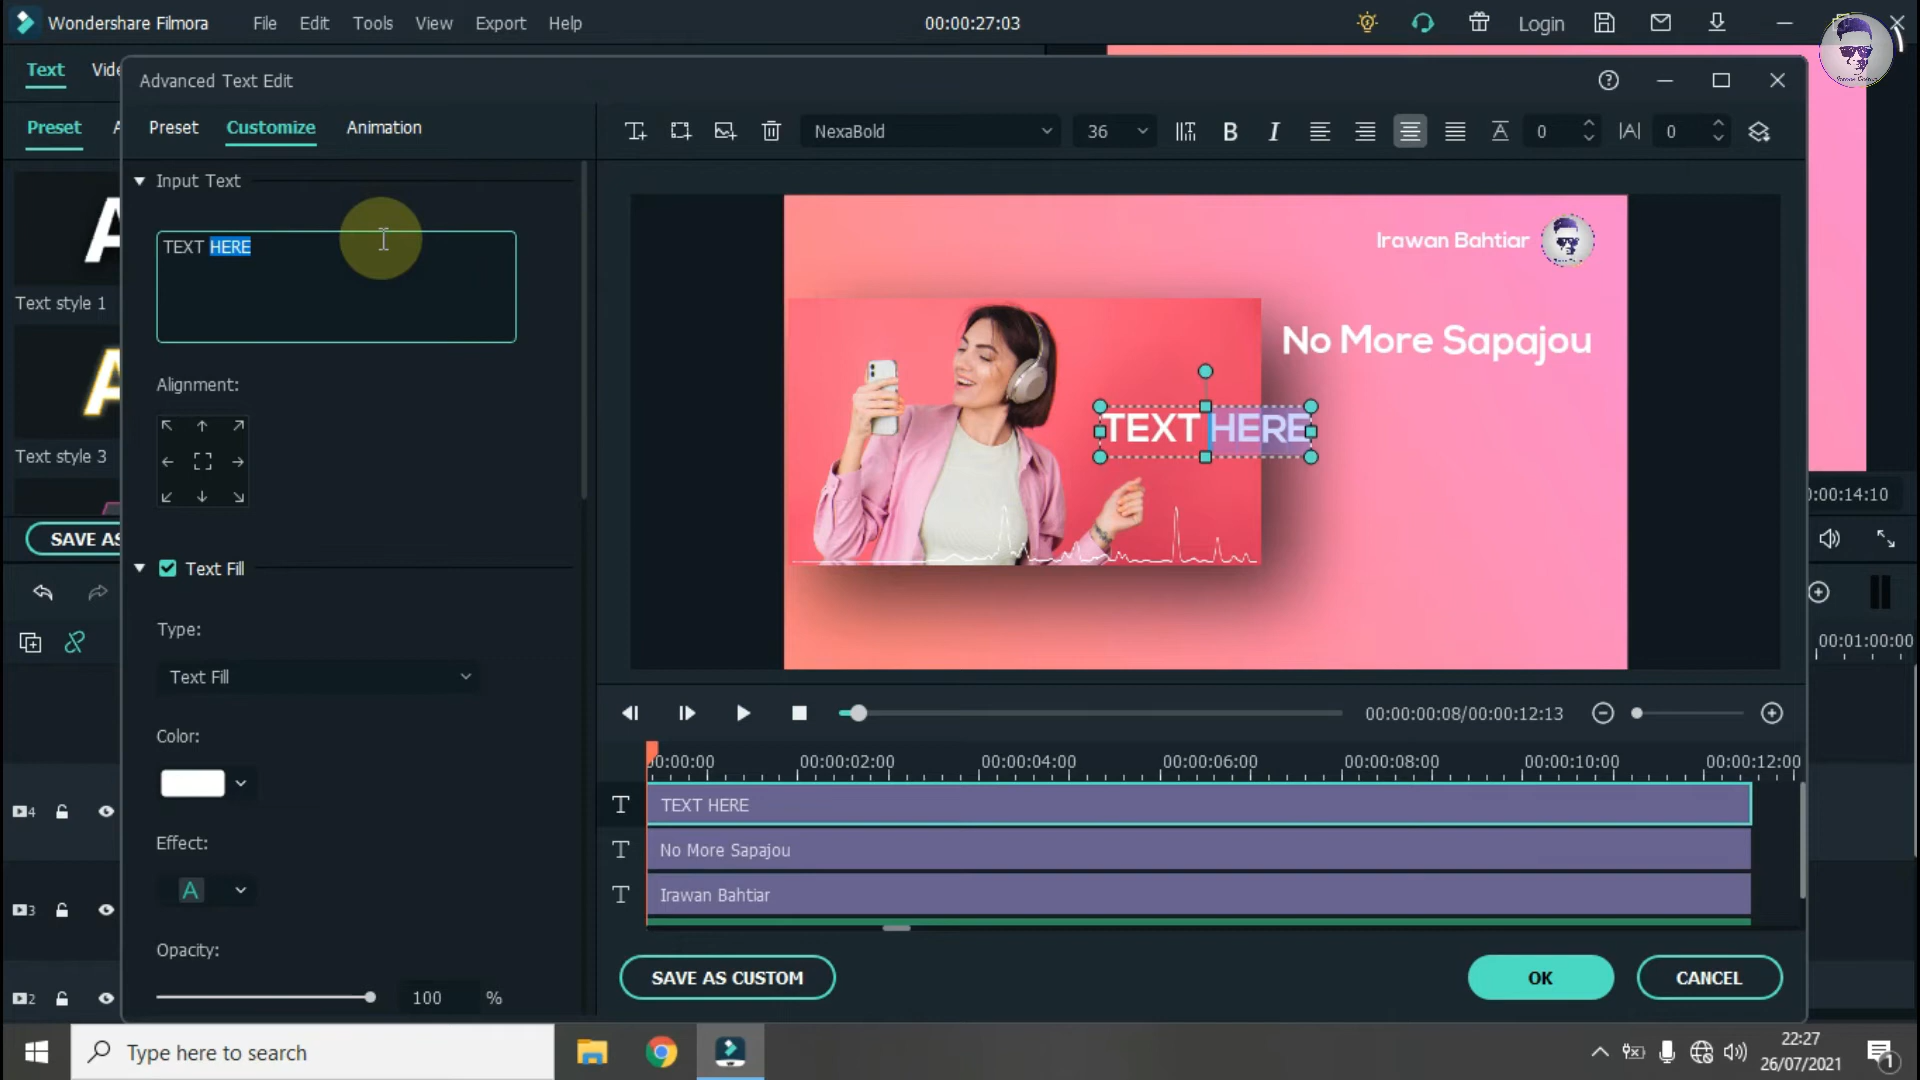 Wondershare Filmora File Edit Tools View Export Help 00:00:27:03 Login
Text
Advanced Text Edit
Preset
Preset Customize Animation
NexaBold 36 B I 0 0
Input Text
TEXT HERE
Irawan Bahtiar
No More Sapajou
TEXT HERE
Text style 1
Alignment:
Text style 3
Text Fill
Type:
Text Fill
Color:
Effect:
A
Opacity:
100 %
00:00:00:08/00:00:12:13
00:00:02:00 00:00:04:00 00:00:06:00 00:00:08:00 00:00:10:00 00:00:12:00
00:01:00:00
T TEXT HERE
T No More Sapajou
T Irawan Bahtiar
4
3
2
SAVE AS CUSTOM OK CANCEL
Type here to search
22:27
26/07/2021
1